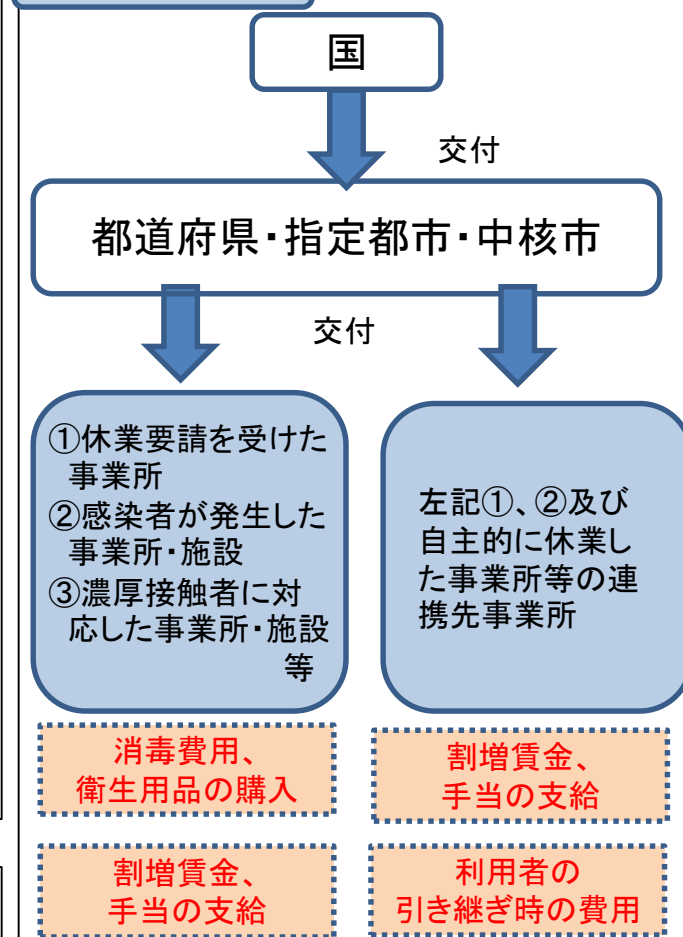 国
交付
都道府県・指定都市・中核市
交付
①休業要請を受けた
事業所
②感染者が発生した
事業所・施設
③濃厚接触者に対
応した事業所・施設
等
左記①、②及び
自主的に休業し
た事業所等の連
携先事業所
消毒費用、
衛生用品の購入
割増賃金、
手当の支給
割増賃金、
手当の支給
利用者の
引き継ぎ時の費用